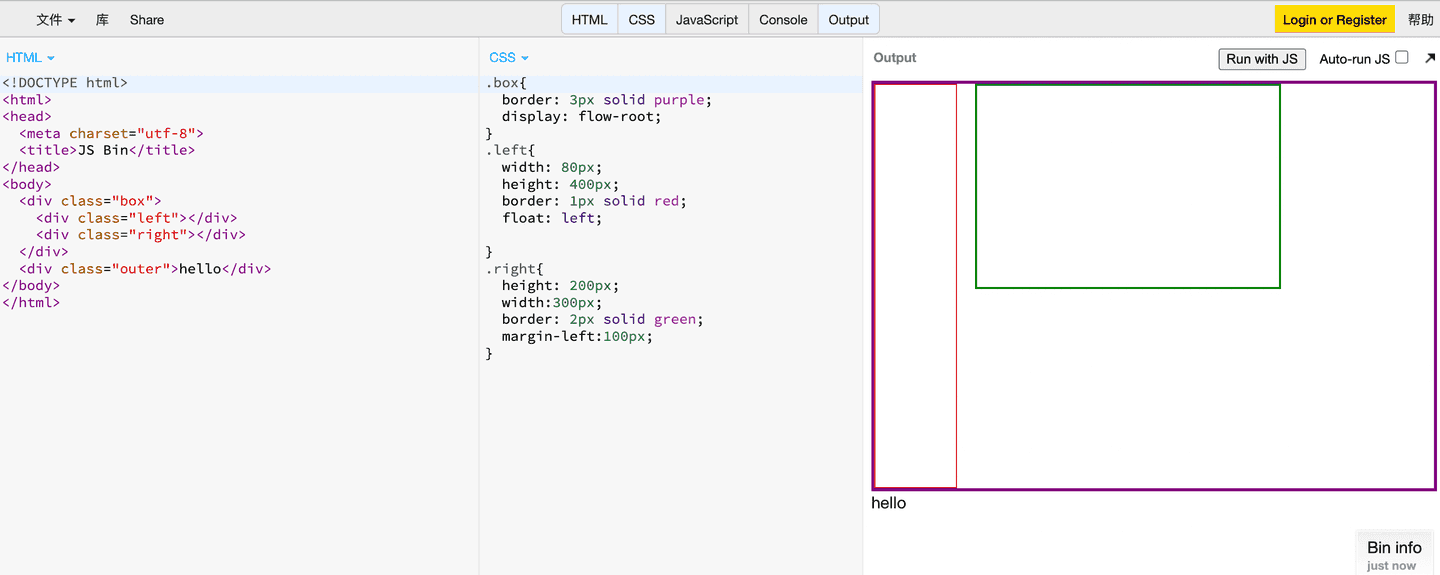 文件 库 Share HTML CSS JavaScript Console Output Login or Register 帮助
HTML
<!DOCTYPE html>
<html>
<head>
  <meta charset="utf-8">
  <title>JS Bin</title>
</head>
<body>
  <div class="box">
    <div class="left"></div>
    <div class="right"></div>
  </div>
  <div class="outer">hello</div>
</body>
</html>
CSS
.box{
  border: 3px solid purple;
  display: flow-root;
}
.left{
  width: 80px;
  height: 400px;
  border: 1px solid red;
  float: left;

}
.right{
  height: 200px;
  width:300px;
  border: 2px solid green;
  margin-left:100px;
}
Output Run with JS Auto-run JS
hello
Bin info
just now